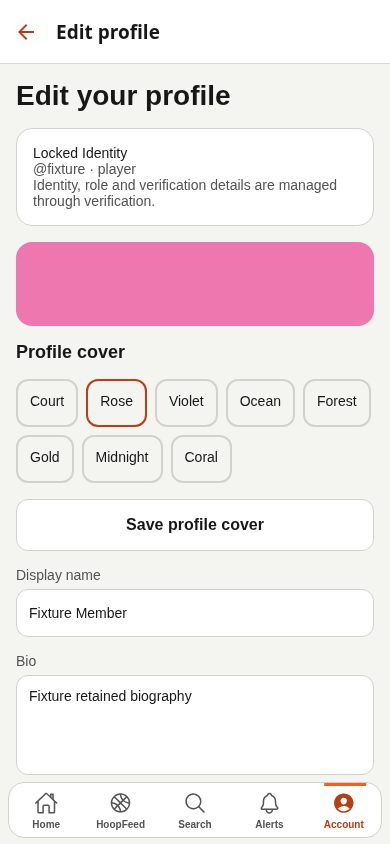 Edit profile
Edit your profile
Locked Identity
@fixture · player
Identity, role and verification details are managed
through verification.
Profile cover
Court
Rose
Violet
Ocean
Forest
Gold
Midnight
Coral
Save profile cover
Display name
Fixture Member
Bio
Fixture retained biography
Home
HoopFeed
Search
Alerts
Account